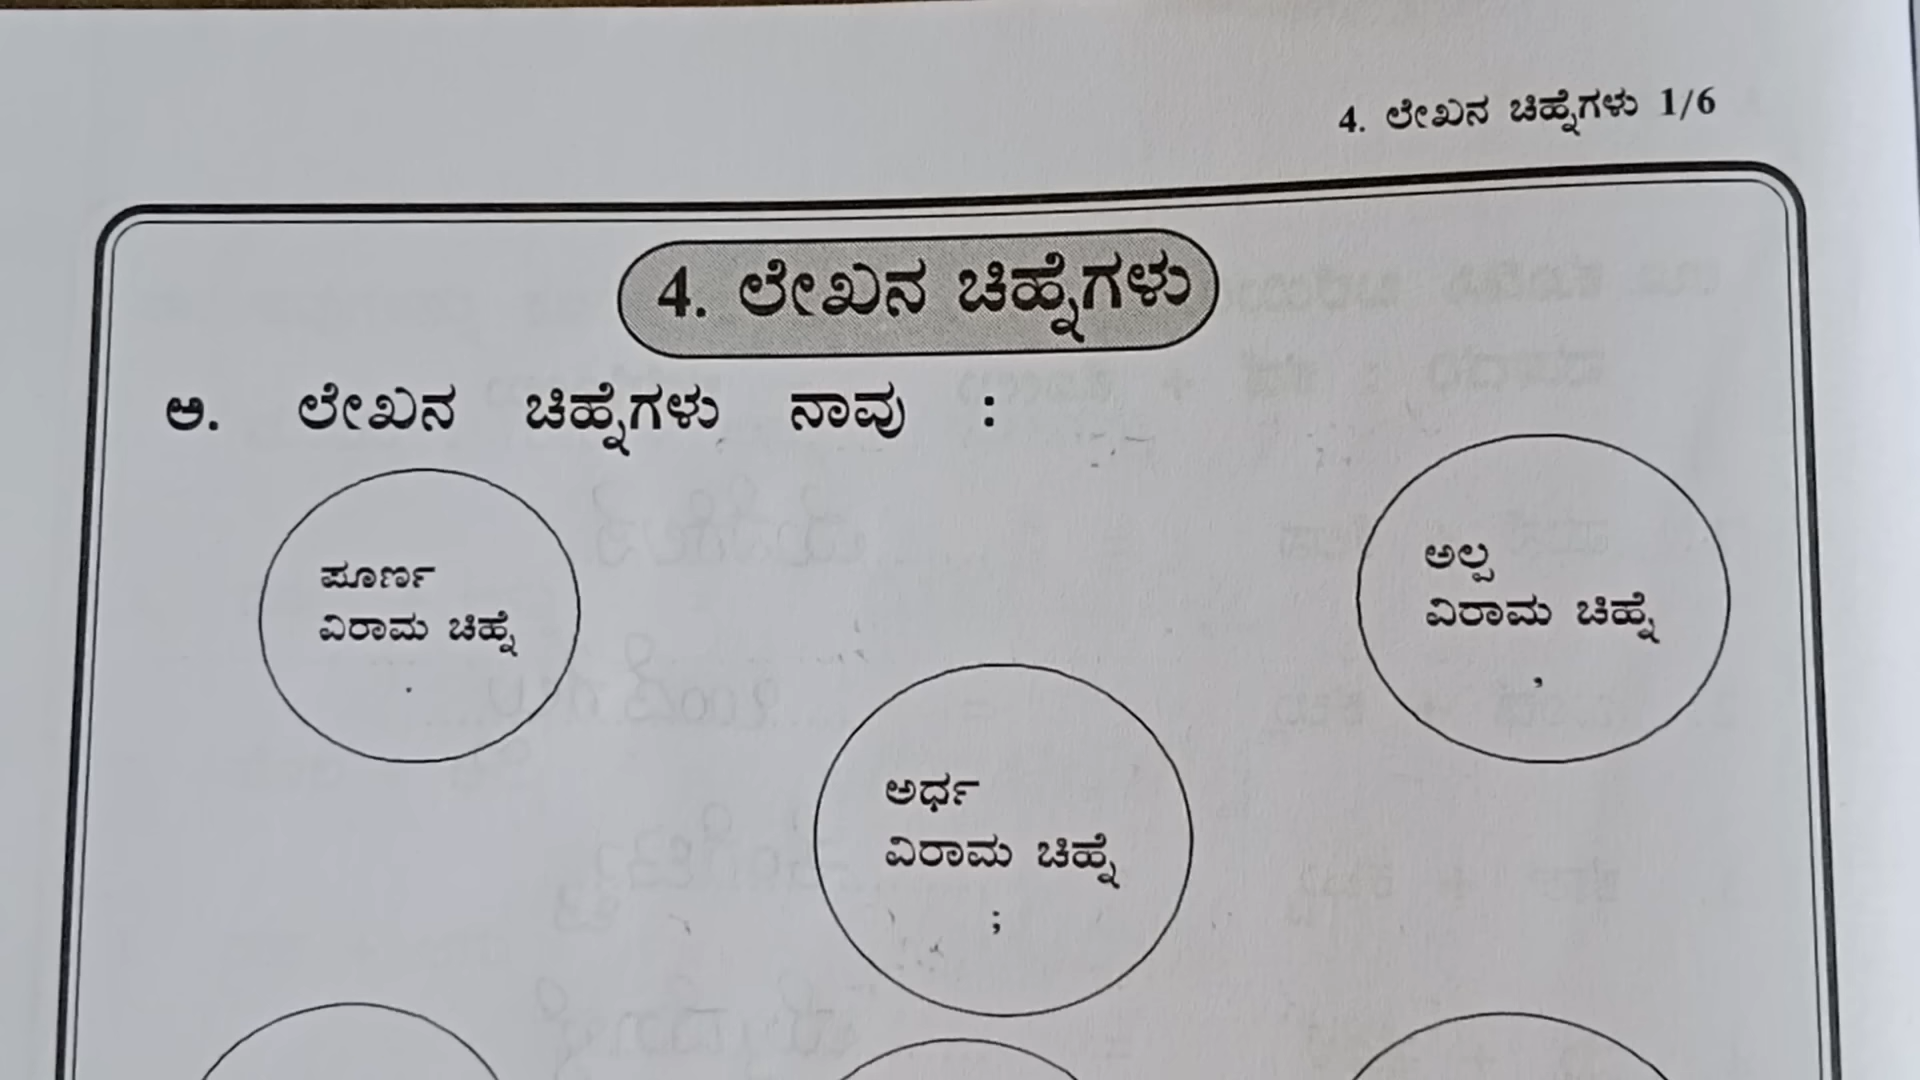 4. ಲೇಖನ ಚಿಹ್ನೆಗಳು 1/6
4. ಲೇಖನ ಚಿಹ್ನೆಗಳು
ಅ. ಲೇಖನ ಚಿಹ್ನೆಗಳು ನಾವು :
ಪೂರ್ಣ
ವಿರಾಮ ಚಿಹ್ನೆ
.
ಅಲ್ಪ
ವಿರಾಮ ಚಿಹ್ನೆ
,
ಅರ್ಧ
ವಿರಾಮ ಚಿಹ್ನೆ
;